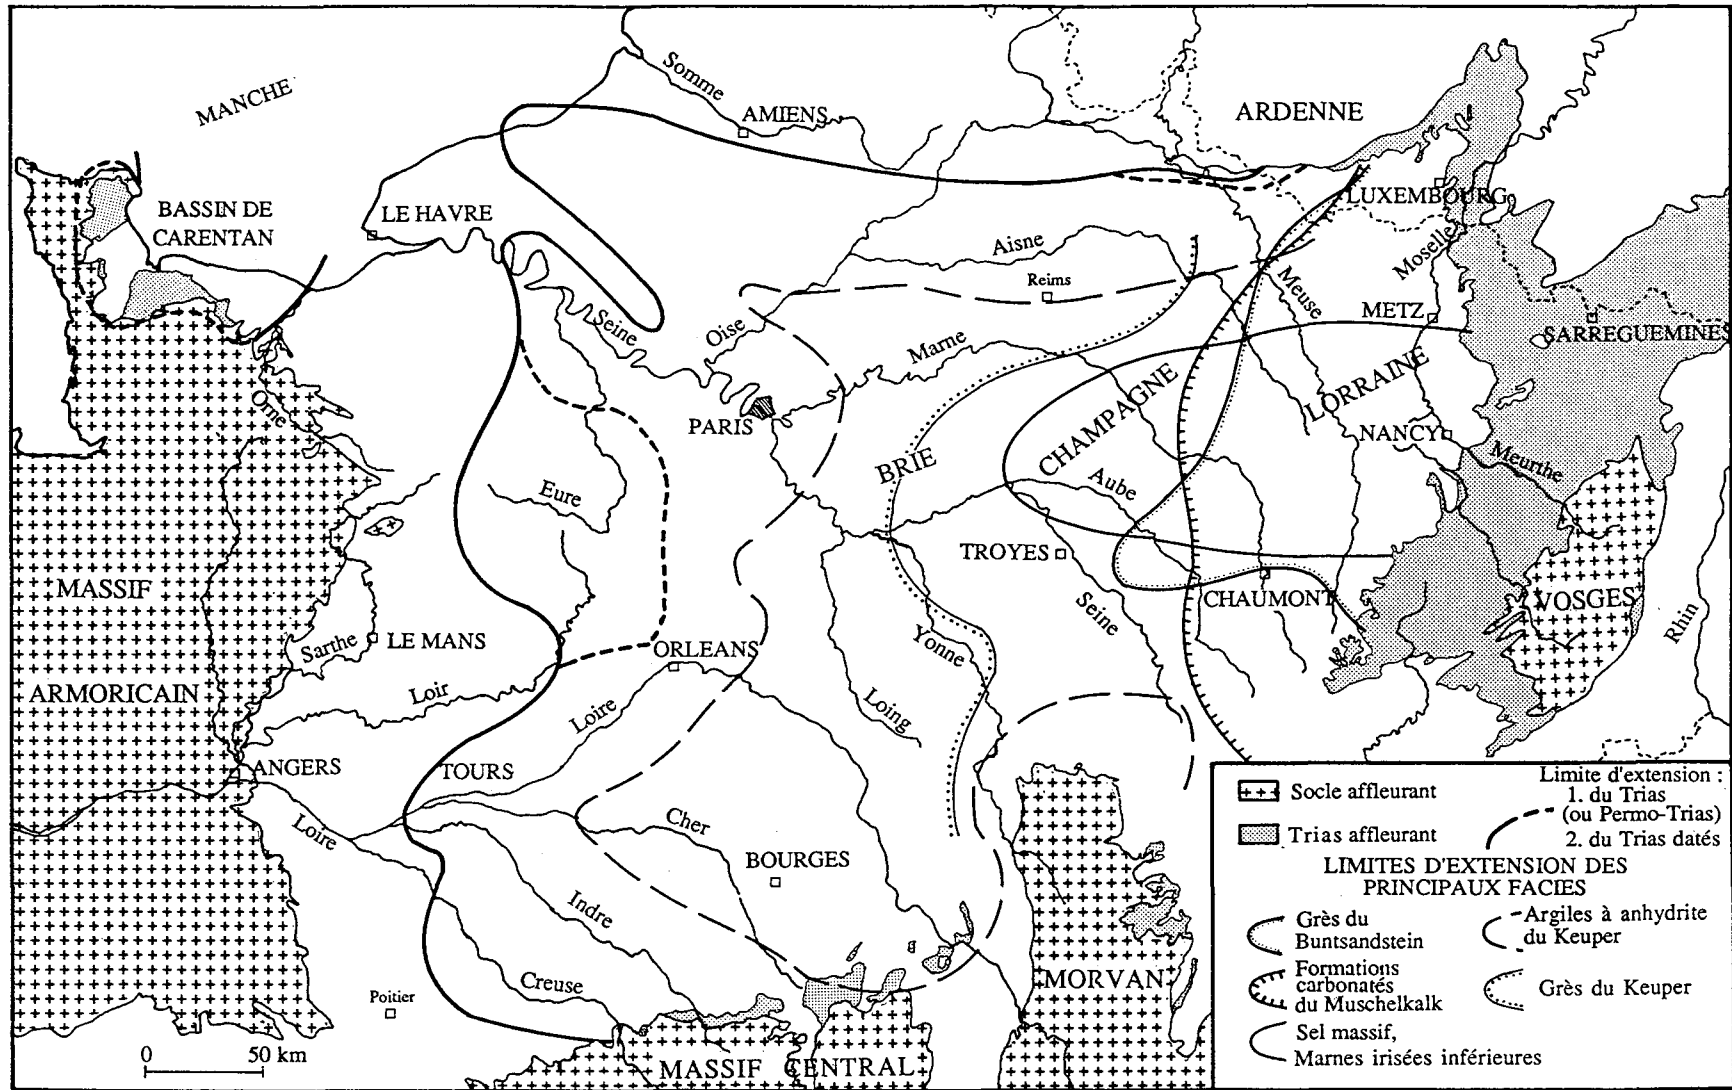 MANCHE
Somme
AMIENS
ARDENNE
BASSIN DE
CARENTAN
LE HAVRE
LUXEMBOURG
Aisne
Reims
Moselle
Meuse
METZ
SARREGUEMINES
Seine
Oise
Marne
Orne
PARIS
BRIE
CHAMPAGNE
LORRAINE
NANCY
Meurthe
Eure
Aube
TROYES
CHAUMONT
VOSGES
Rhin
MASSIF
ARMORICAIN
Sarthe
LE MANS
ORLEANS
Yonne
Seine
Loir
Loire
Loing
ANGERS
TOURS
Loire
Cher
BOURGES
Indre
Creuse
Poitier
MORVAN
MASSIF CENTRAL
0 50 km
Socle affleurant
Trias affleurant
Limite d'extension :
1. du Trias
(ou Permo-Trias)
2. du Trias datés
LIMITES D'EXTENSION DES
PRINCIPAUX FACIES
Grès du
Buntsandstein
Argiles à anhydrite
du Keuper
Formations
carbonatés
du Muschelkalk
Grès du Keuper
Sel massif,
Marnes irisées inférieures